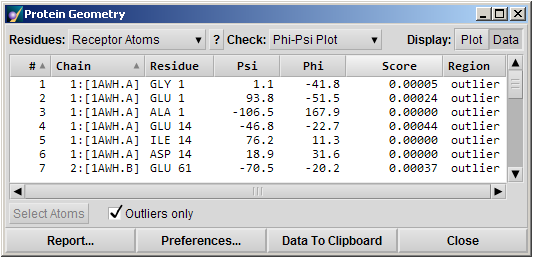 Protein Geometry
Residues: Receptor Atoms ? Check: Phi-Psi Plot Display: Plot Data
# Chain Residue Psi Phi Score Region
1 1:[1AWH.A] GLY 1 1.1 -41.8 0.00005 outlier
2 1:[1AWH.A] GLU 1 93.8 -51.5 0.00024 outlier
3 1:[1AWH.A] ALA 1 -106.5 167.9 0.00000 outlier
4 1:[1AWH.A] GLU 14 -46.8 -22.7 0.00044 outlier
5 1:[1AWH.A] ILE 14 76.2 11.3 0.00000 outlier
6 1:[1AWH.A] ASP 14 18.9 31.6 0.00000 outlier
7 2:[1AWH.B] GLU 61 -70.5 -20.2 0.00037 outlier
Select Atoms Outliers only
Report... Preferences... Data To Clipboard Close